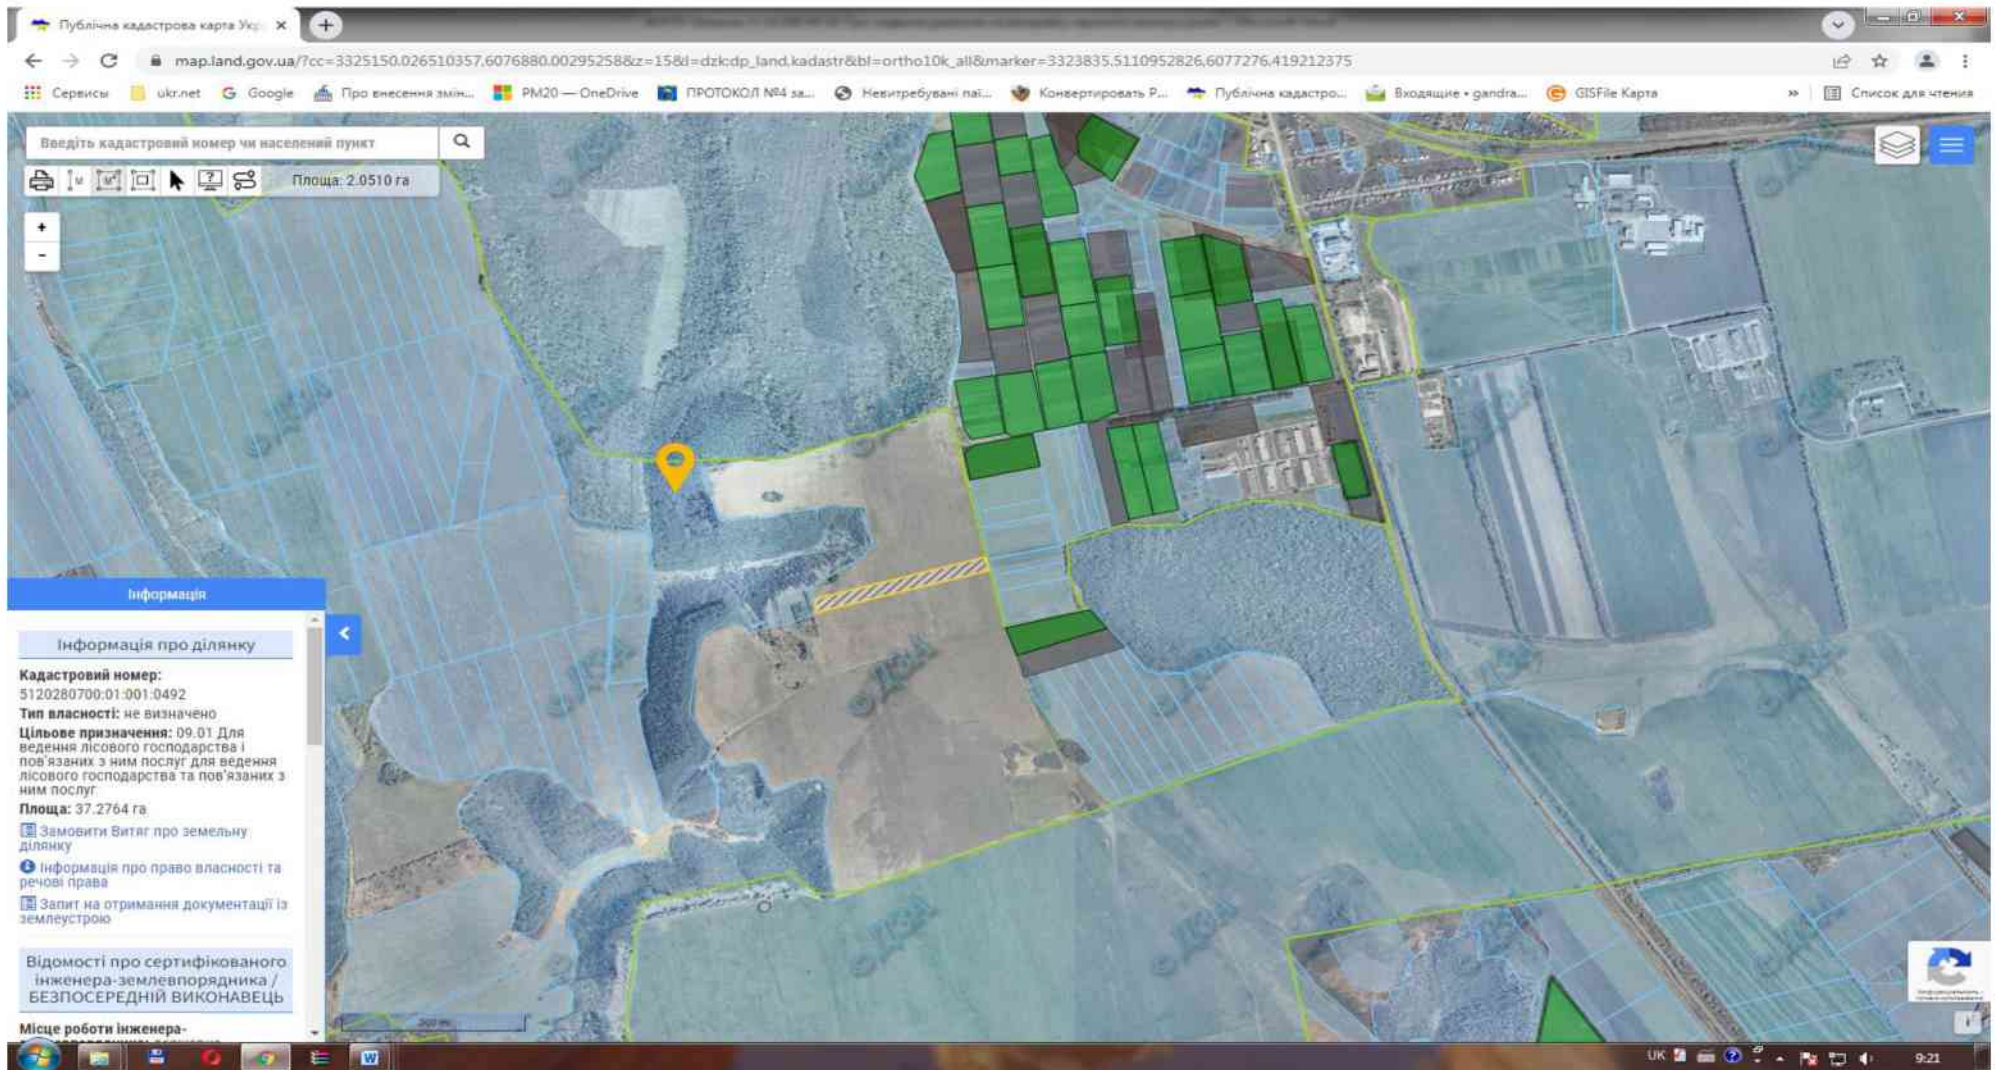 Публічна кадастрова карта Укр
map.land.gov.ua/?cc=3325150.026510357,6076880.00295258&z=15&l=dzk:dp_land,kadastr&bl=ortho10k_all&marker=3323835.5110952826,6077276.419212375
Сервисы ukr.net Google Про внесення змін... PM20 — OneDrive ПРОТОКОЛ №4 за... Невитребувані паї... Конвертировать P... Публічна кадастро... Входящие • gandra... GISFile Карта » Список для чтения
Введіть кадастровий номер чи населений пункт
Площа: 2.0510 га
+
-
Інформація
Інформація про ділянку
Кадастровий номер:
5120280700:01:001:0492
Тип власності: не визначено
Цільове призначення: 09.01 Для
ведення лісового господарства і
пов'язаних з ним послуг для ведення
лісового господарства та пов'язаних з
ним послуг
Площа: 37.2764 га
Замовити Витяг про земельну
ділянку
Інформація про право власності та
речові права
Запит на отримання документації із
землеустрою
Відомості про сертифікованого
інженера-землевпорядника /
БЕЗПОСЕРЕДНІЙ ВИКОНАВЕЦЬ
Місце роботи інженера-
UK
9:21